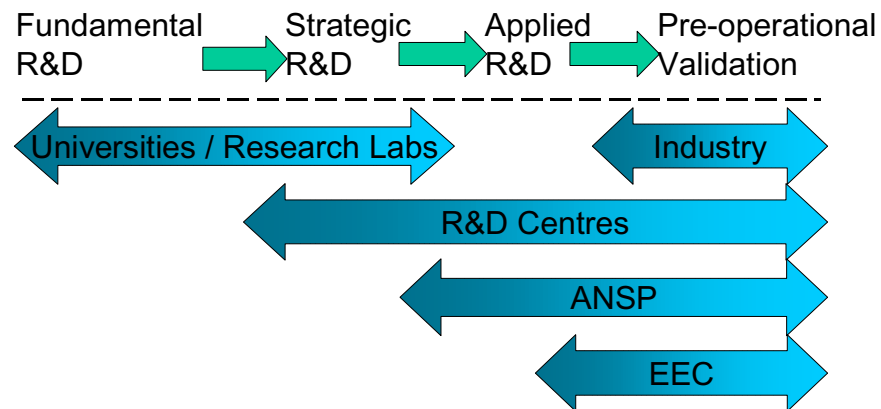 Fundamental
R&D
Strategic
R&D
Applied
R&D
Pre-operational
Validation
Universities / Research Labs
Industry
R&D Centres
ANSP
EEC